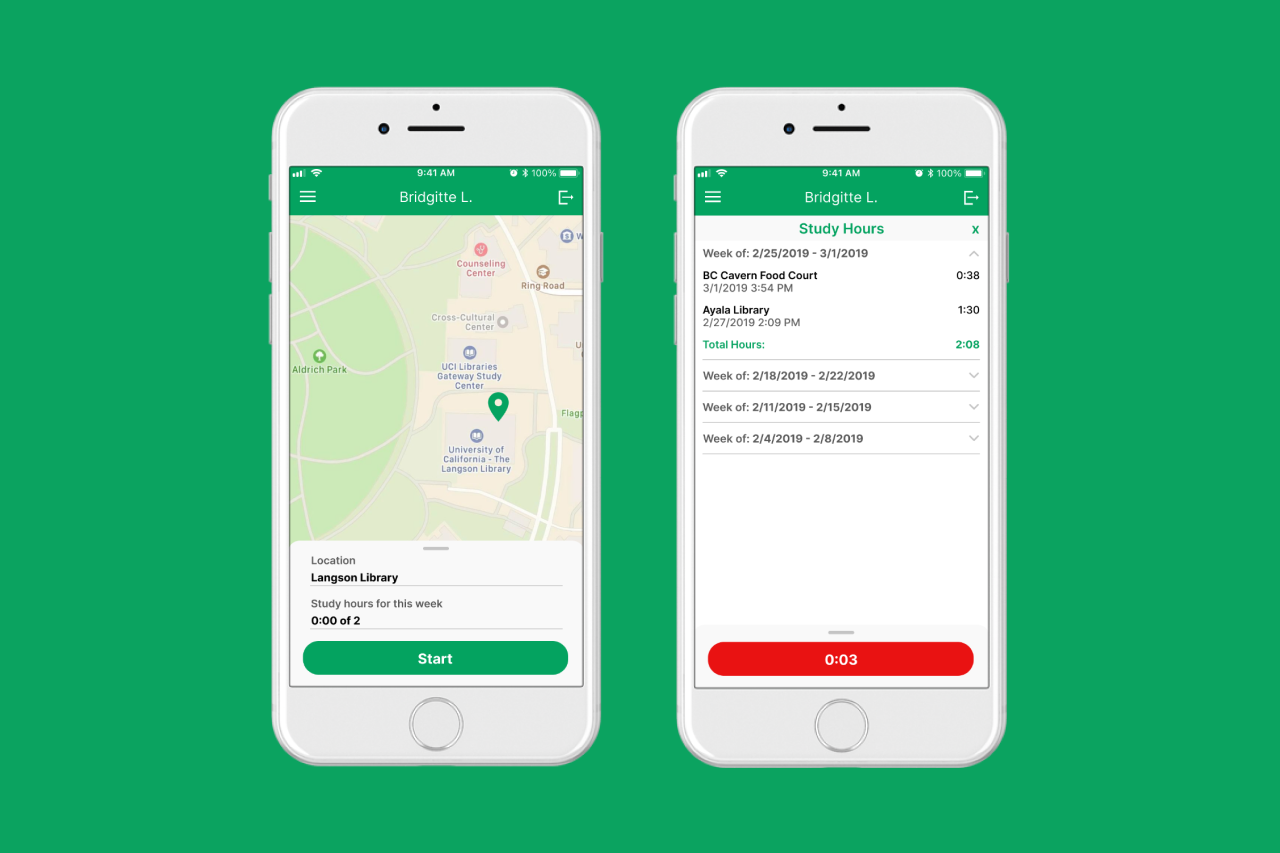 9:41 AM
100%
Bridgitte L.
Counseling
Center
Ring Road
Cross-Cultural
Center
Aldrich Park
UCI Libraries
Gateway Study
Center
Flagp
University of
California - The
Langson Library
Location
Langson Library
Study hours for this week
0:00 of 2
Start
9:41 AM
100%
Bridgitte L.
Study Hours x
Week of: 2/25/2019 - 3/1/2019
BC Cavern Food Court 0:38
3/1/2019 3:54 PM
Ayala Library 1:30
2/27/2019 2:09 PM
Total Hours: 2:08
Week of: 2/18/2019 - 2/22/2019
Week of: 2/11/2019 - 2/15/2019
Week of: 2/4/2019 - 2/8/2019
0:03